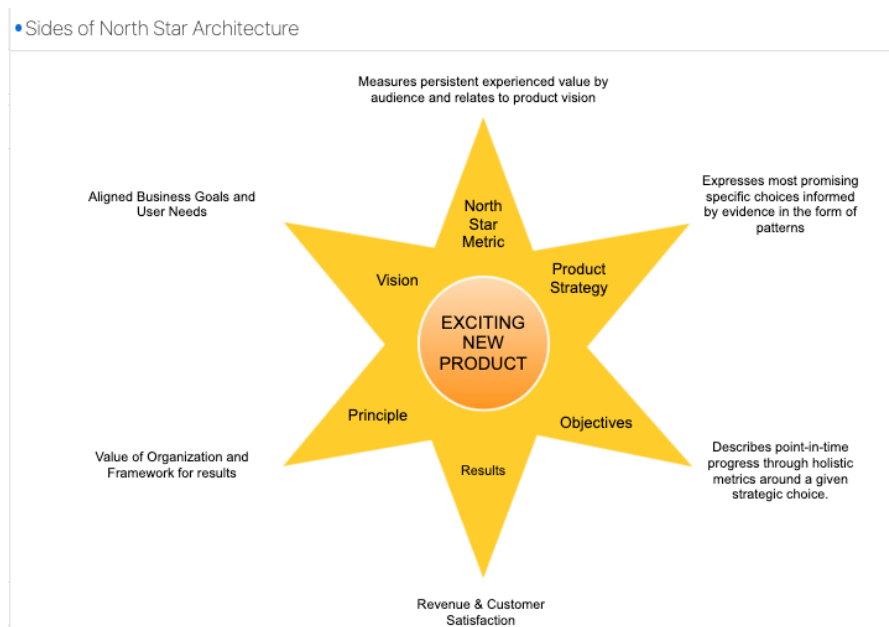 Sides of North Star Architecture
Measures persistent experienced value by
audience and relates to product vision
Aligned Business Goals and
User Needs
Expresses most promising
specific choices informed
by evidence in the form of
patterns
North
Star
Metric
Vision
Product
Strategy
EXCITING
NEW
PRODUCT
Principle
Objectives
Results
Value of Organization and
Framework for results
Describes point-in-time
progress through holistic
metrics around a given
strategic choice.
Revenue & Customer
Satisfaction